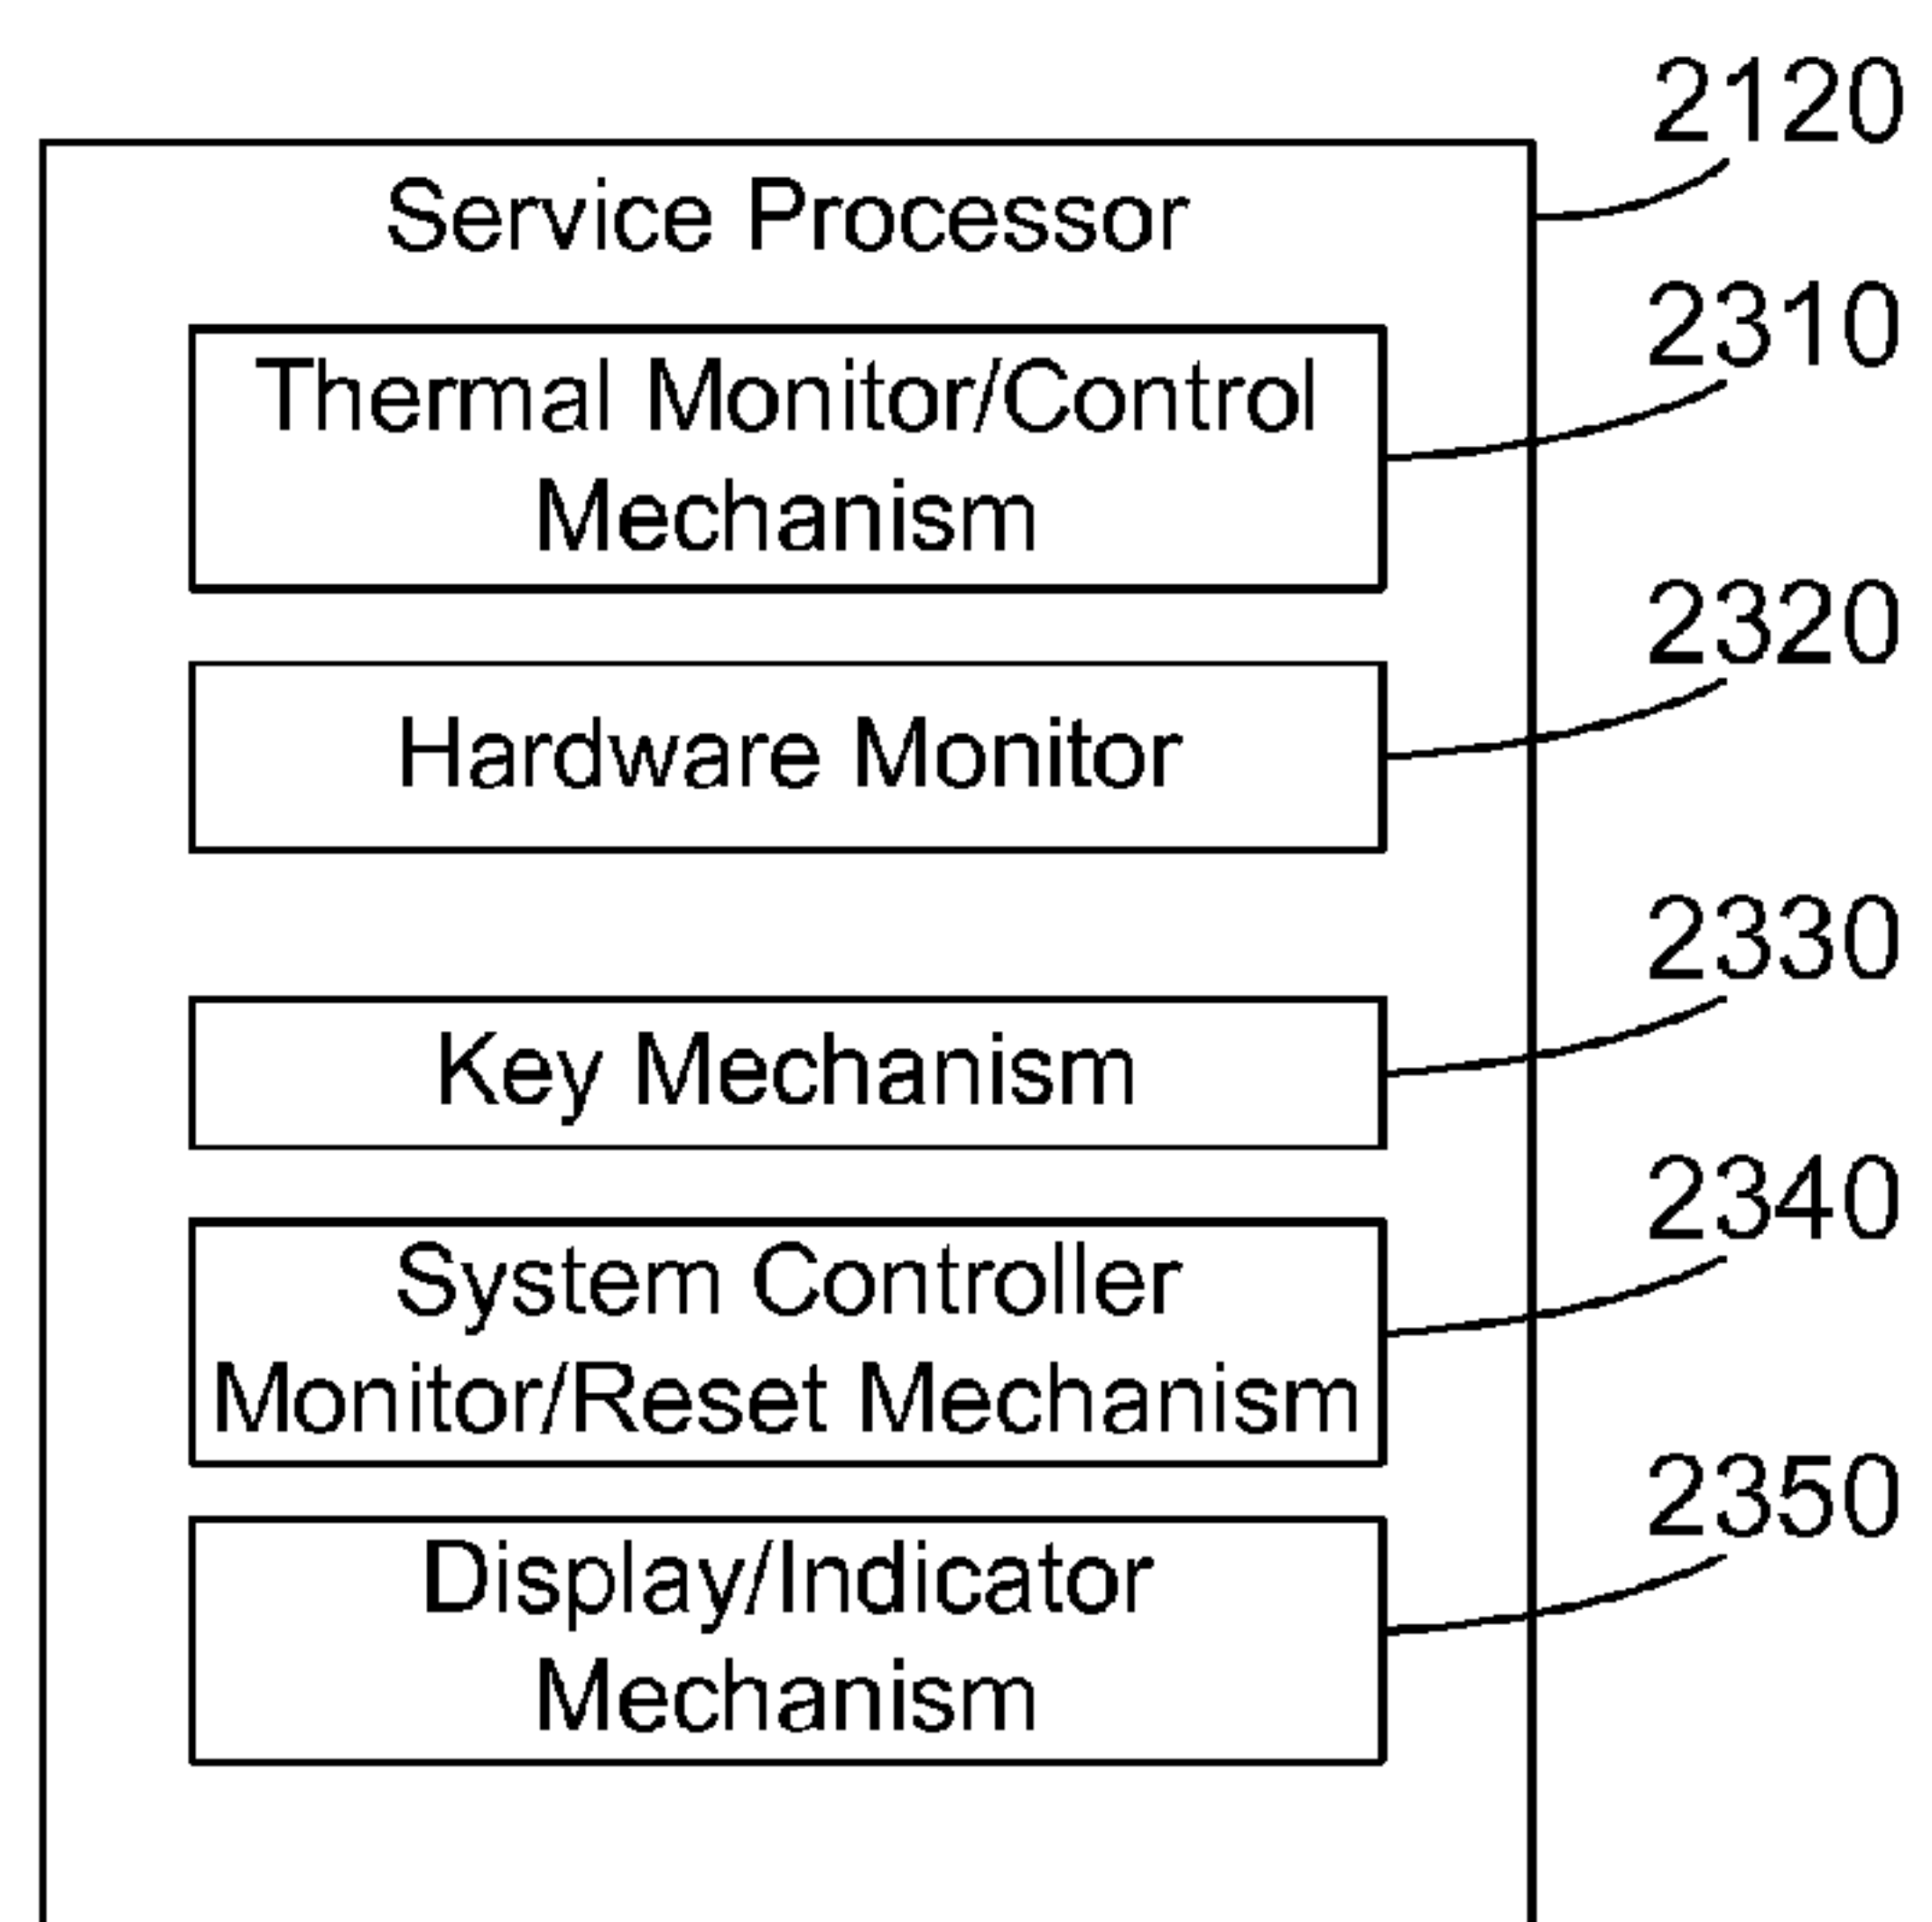 2120
Service Processor
2310
Thermal Monitor/Control
Mechanism
2320
Hardware Monitor
2330
Key Mechanism
2340
System Controller
Monitor/Reset Mechanism
2350
Display/Indicator
Mechanism